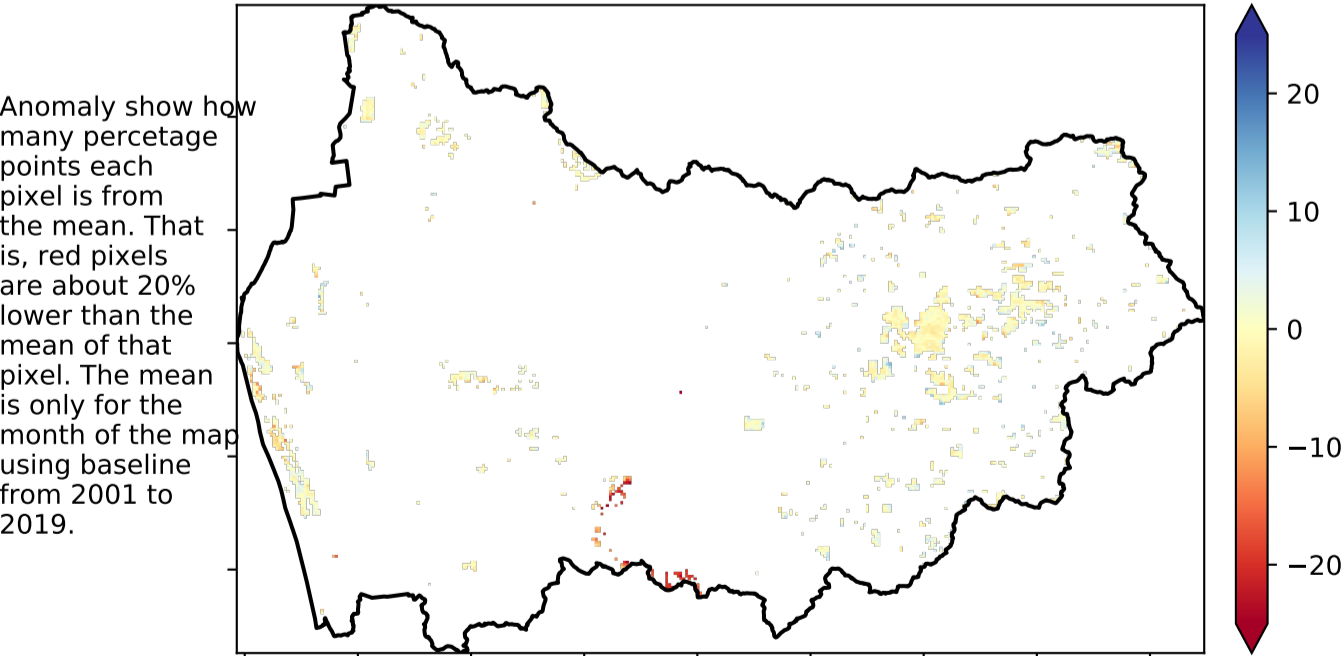 Anomaly show how
many percetage
points each
pixel is from
the mean. That
is, red pixels
are about 20%
lower than the
mean of that
pixel. The mean
is only for the
month of the map
using baseline
from 2001 to
2019.
20
10
0
−10
−20